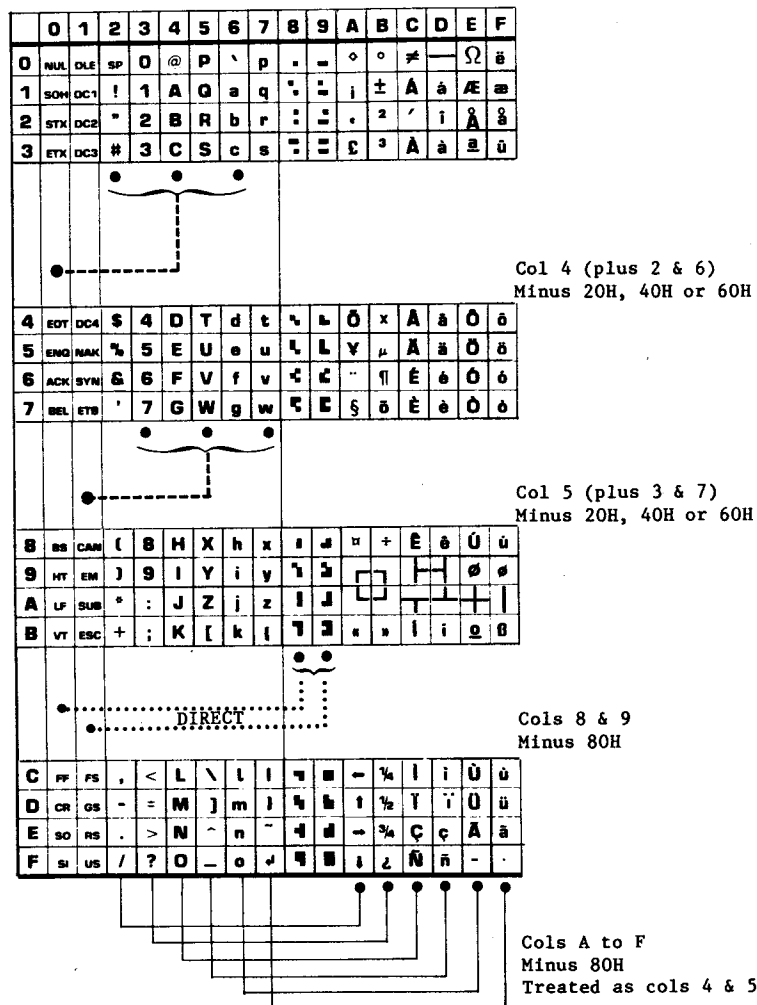 0 1 2 3 4 5 6 7 8 9 A B C D E F
0 NUL DLE SP 0 @ P ` p ◇ ° ≠ — Ω ë
1 SOH DC1 ! 1 A Q a q ¡ ± Á á Æ æ
2 STX DC2 " 2 B R b r ² ´ î Å å
3 ETX DC3 # 3 C S c s £ ³ À à a û
Col 4 (plus 2 & 6)
Minus 20H, 40H or 60H
4 EOT DC4 $ 4 D T d t Õ x Â â Ô ô
5 ENQ NAK % 5 E U e u ¥ µ Ä ä Ö ö
6 ACK SYN & 6 F V f v ¨ ¶ É é Ó ó
7 BEL ETB ' 7 G W g w § õ È è Ò ò
Col 5 (plus 3 & 7)
Minus 20H, 40H or 60H
8 BS CAN ( 8 H X h x ¤ ÷ Ê ê Ú ú
9 HT EM ) 9 I Y i y Ø ø
A LF SUB * : J Z j z
B VT ESC + ; K [ k { « » Í í º ß
DIRECT
Cols 8 & 9
Minus 80H
C FF FS , < L \ l | ← ¼ Ì ì Ù ù
D CR GS - = M ] m } ↑ ½ Ï ï Ü ü
E SO RS . > N ^ n ~ → ¾ Ç ç Ã ã
F SI US / ? O _ o ↵ ↓ ¿ Ñ ñ - ·
Cols A to F
Minus 80H
Treated as cols 4 & 5